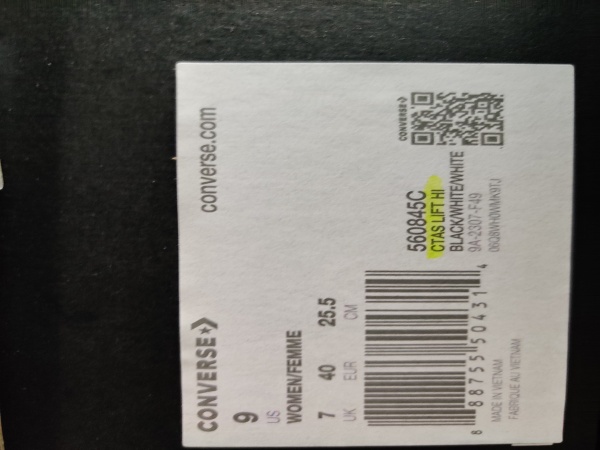 CONVERSE
converse.com
9
US
WOMEN/FEMME
7 40 25.5
UK EUR CM
560845C
CTAS LIFT HI
BLACK/WHITE/WHITE
9A-2307-F49
CONVERSE
8 88755 50431 4
MADE IN VIETNAM
FABRIQUE AU VIETNAM